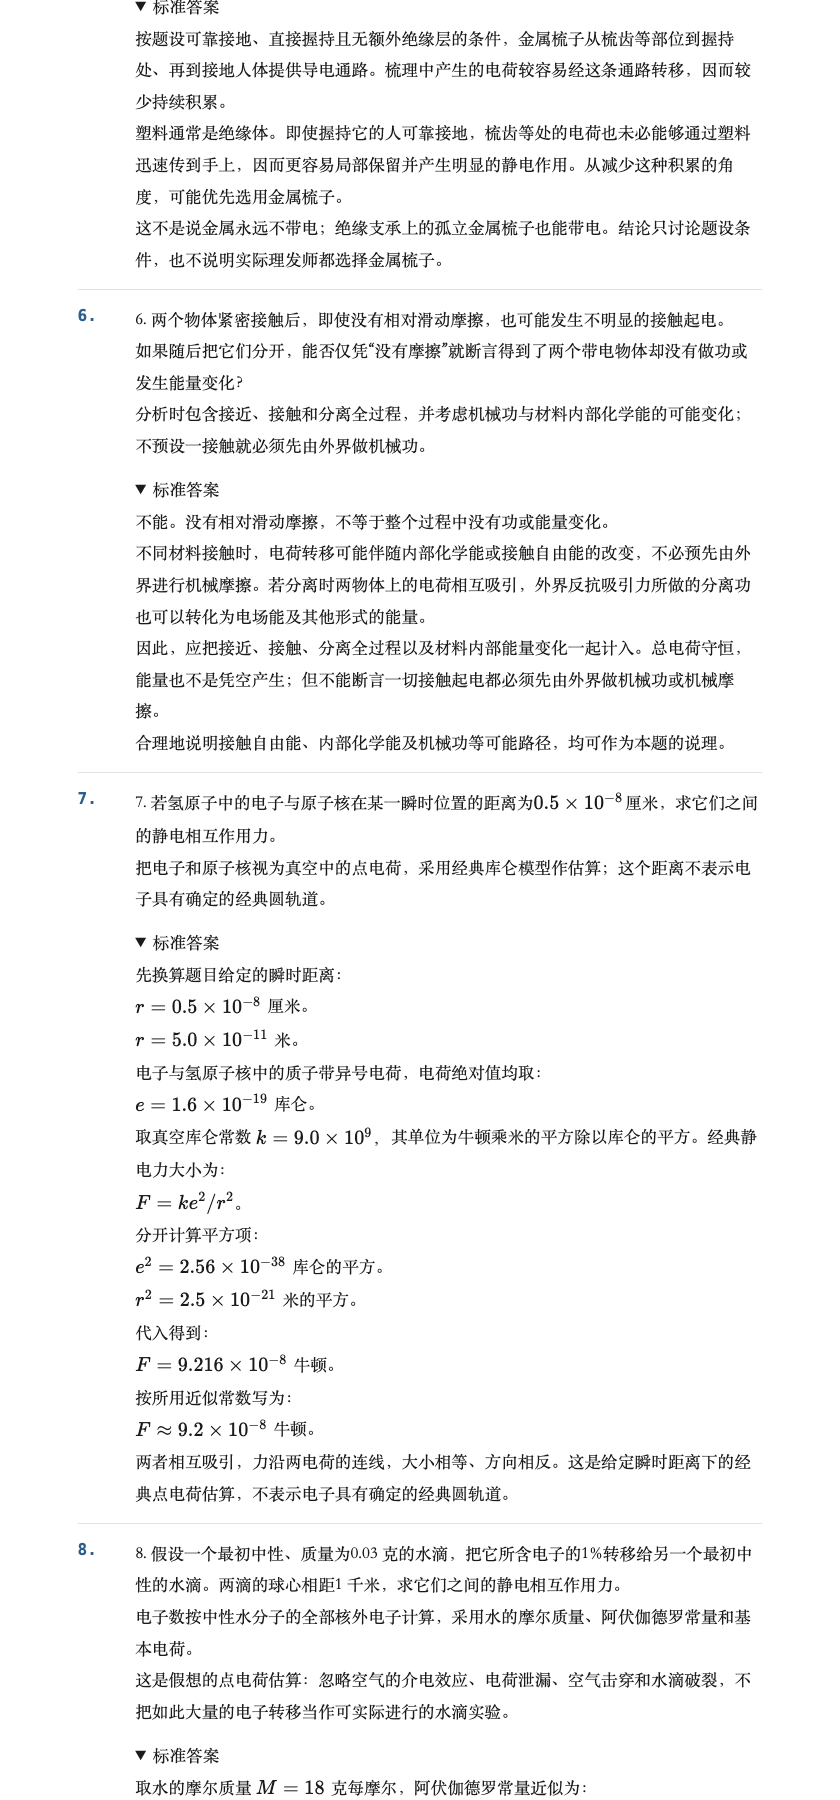 ▼ 标准答案
按题设可靠接地、直接握持且无额外绝缘层的条件，金属梳子从梳齿等部位到握持
处、再到接地人体提供导电通路。梳理中产生的电荷较容易经这条通路转移，因而较
少持续积累。
塑料通常是绝缘体。即使握持它的人可靠接地，梳齿等处的电荷也未必能够通过塑料
迅速传到手上，因而更容易局部保留并产生明显的静电作用。从减少这种积累的角
度，可能优先选用金属梳子。
这不是说金属永远不带电；绝缘支承上的孤立金属梳子也能带电。结论只讨论题设条
件，也不说明实际理发师都选择金属梳子。
6. 6. 两个物体紧密接触后，即使没有相对滑动摩擦，也可能发生不明显的接触起电。
如果随后把它们分开，能否仅凭“没有摩擦”就断言得到了两个带电物体却没有做功或
发生能量变化？
分析时包含接近、接触和分离全过程，并考虑机械功与材料内部化学能的可能变化；
不预设一接触就必须先由外界做机械功。
▼ 标准答案
不能。没有相对滑动摩擦，不等于整个过程中没有功或能量变化。
不同材料接触时，电荷转移可能伴随内部化学能或接触自由能的改变，不必预先由外
界进行机械摩擦。若分离时两物体上的电荷相互吸引，外界反抗吸引力所做的分离功
也可以转化为电场能及其他形式的能量。
因此，应把接近、接触、分离全过程以及材料内部能量变化一起计入。总电荷守恒，
能量也不是凭空产生；但不能断言一切接触起电都必须先由外界做机械功或机械摩
擦。
合理地说明接触自由能、内部化学能及机械功等可能路径，均可作为本题的说理。
7. 7. 若氢原子中的电子与原子核在某一瞬时位置的距离为0.5 × 10⁻⁸ 厘米，求它们之间
的静电相互作用力。
把电子和原子核视为真空中的点电荷，采用经典库仑模型作估算；这个距离不表示电
子具有确定的经典圆轨道。
▼ 标准答案
先换算题目给定的瞬时距离：
r = 0.5 × 10⁻⁸ 厘米。
r = 5.0 × 10⁻¹¹ 米。
电子与氢原子核中的质子带异号电荷，电荷绝对值均取：
e = 1.6 × 10⁻¹⁹ 库仑。
取真空库仑常数 k = 9.0 × 10⁹，其单位为牛顿乘米的平方除以库仑的平方。经典静
电力大小为：
F = ke²/r²。
分开计算平方项：
e² = 2.56 × 10⁻³⁸ 库仑的平方。
r² = 2.5 × 10⁻²¹ 米的平方。
代入得到：
F = 9.216 × 10⁻⁸ 牛顿。
按所用近似常数写为：
F ≈ 9.2 × 10⁻⁸ 牛顿。
两者相互吸引，力沿两电荷的连线，大小相等、方向相反。这是给定瞬时距离下的经
典点电荷估算，不表示电子具有确定的经典圆轨道。
8. 8. 假设一个最初中性、质量为0.03 克的水滴，把它所含电子的1%转移给另一个最初中
性的水滴。两滴的球心相距1 千米，求它们之间的静电相互作用力。
电子数按中性水分子的全部核外电子计算，采用水的摩尔质量、阿伏伽德罗常量和基
本电荷。
这是假想的点电荷估算：忽略空气的介电效应、电荷泄漏、空气击穿和水滴破裂，不
把如此大量的电子转移当作可实际进行的水滴实验。
▼ 标准答案
取水的摩尔质量 M = 18 克每摩尔，阿伏伽德罗常量近似为：